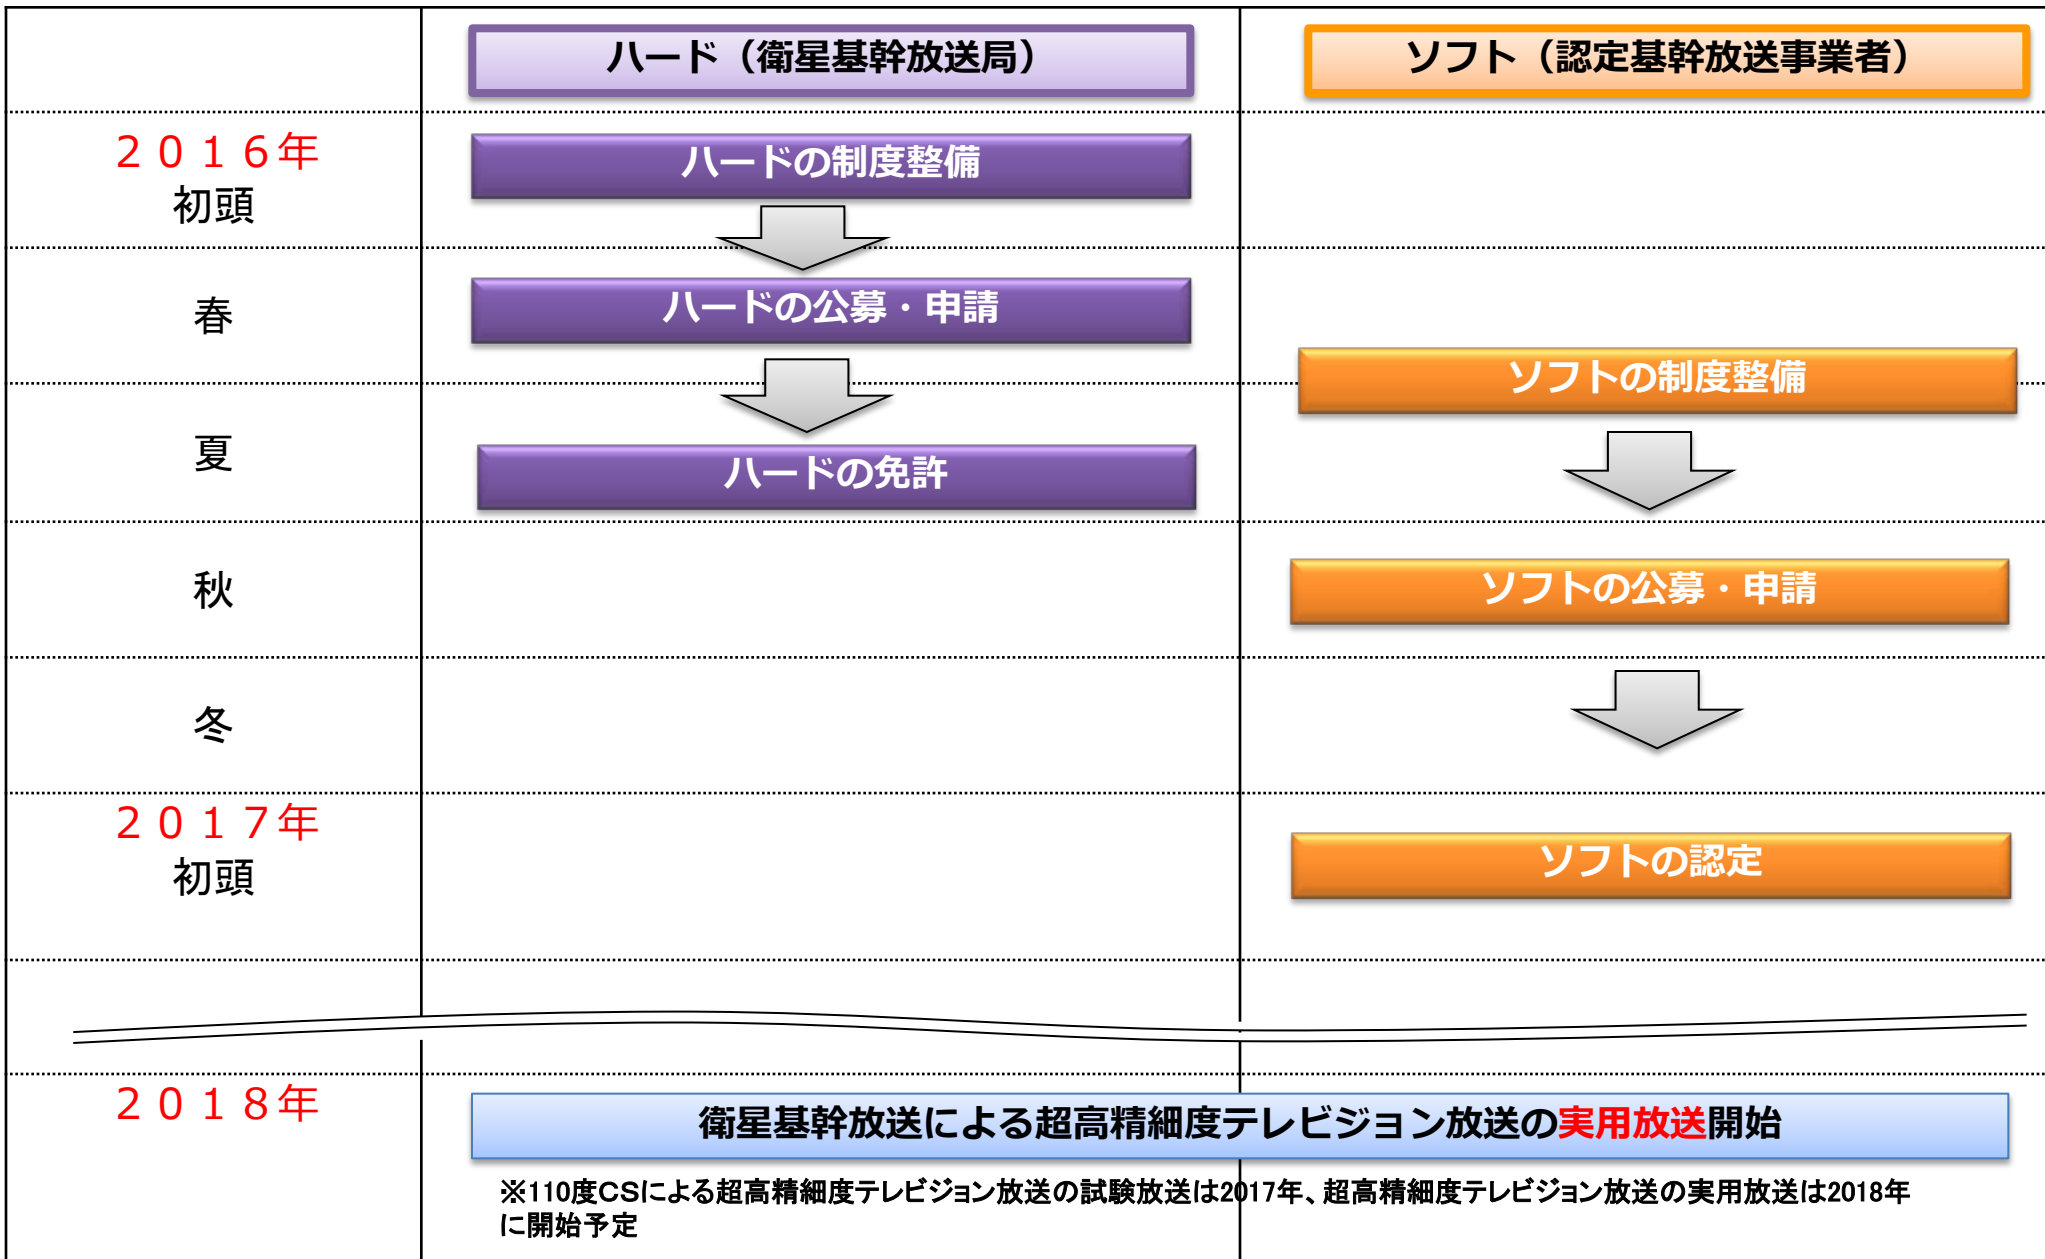 ハード（衛星基幹放送局）
ソフト（認定基幹放送事業者）
２０１６年
初頭
ハードの制度整備
春
ハードの公募・申請
ソフトの制度整備
夏
ハードの免許
秋
ソフトの公募・申請
冬
２０１７年
初頭
ソフトの認定
２０１８年
衛星基幹放送による超高精細度テレビジョン放送の実用放送開始
※110度ＣＳによる超高精細度テレビジョン放送の試験放送は2017年、超高精細度テレビジョン放送の実用放送は2018年
に開始予定